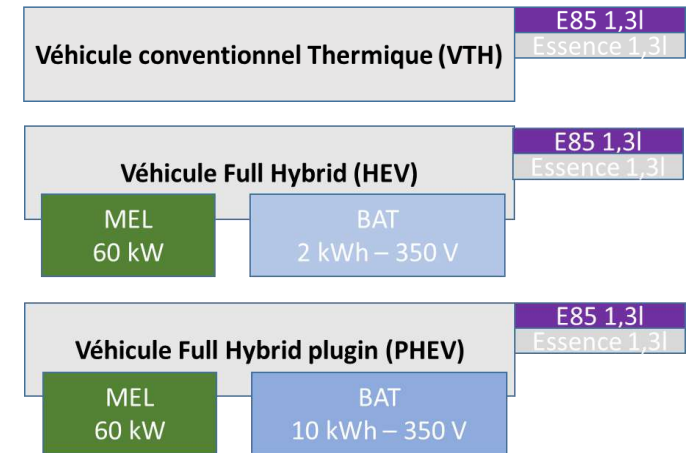 E85 1,3l
Essence 1,3l
Véhicule conventionnel Thermique (VTH)
E85 1,3l
Essence 1,3l
Véhicule Full Hybrid (HEV)
MEL
60 kW
BAT
2 kWh – 350 V
E85 1,3l
Essence 1,3l
Véhicule Full Hybrid plugin (PHEV)
MEL
60 kW
BAT
10 kWh – 350 V